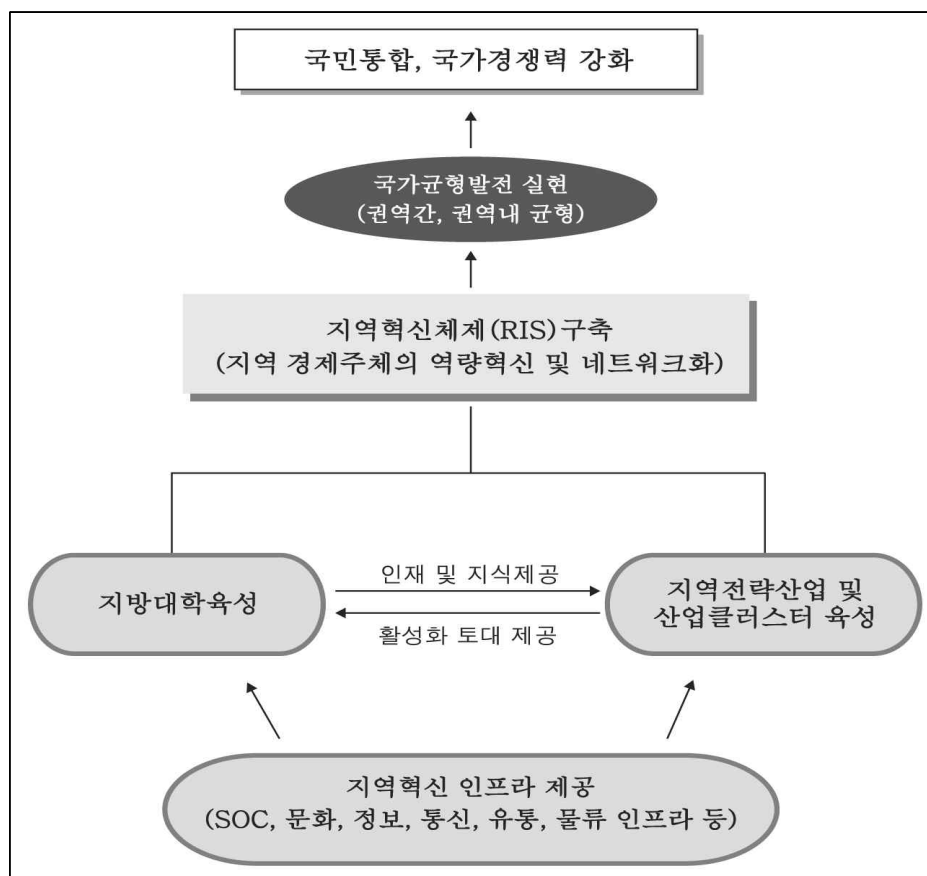 국민통합, 국가경쟁력 강화
국가균형발전 실현
(권역간, 권역내 균형)
지역혁신체제(RIS)구축
(지역 경제주체의 역량혁신 및 네트워크화)
인재 및 지식제공
지방대학육성
지역전략산업 및
산업클러스터 육성
활성화 토대 제공
지역혁신 인프라 제공
(SOC, 문화, 정보, 통신, 유통, 물류 인프라 등)